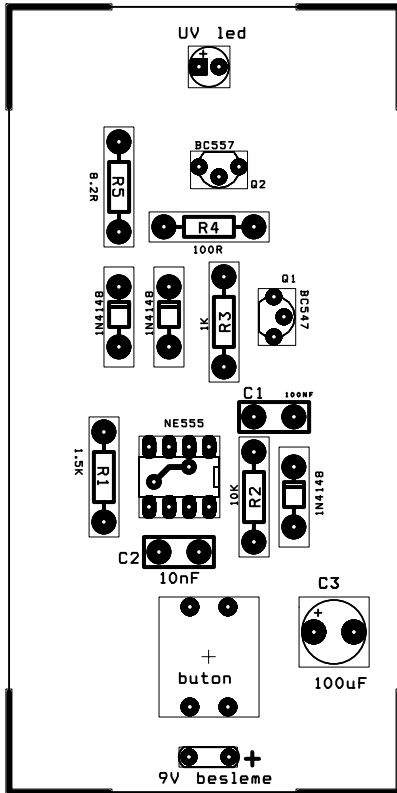 UV led
+
BC557
Q2
8.2R
R5
R4
100R
Q1
BC547
1N4148
1N4148
1K
R3
C1
100NF
NE555
1.5K
R1
10K
R2
1N4148
C2
10nF
C3
+
100uF
buton
+
9V besleme